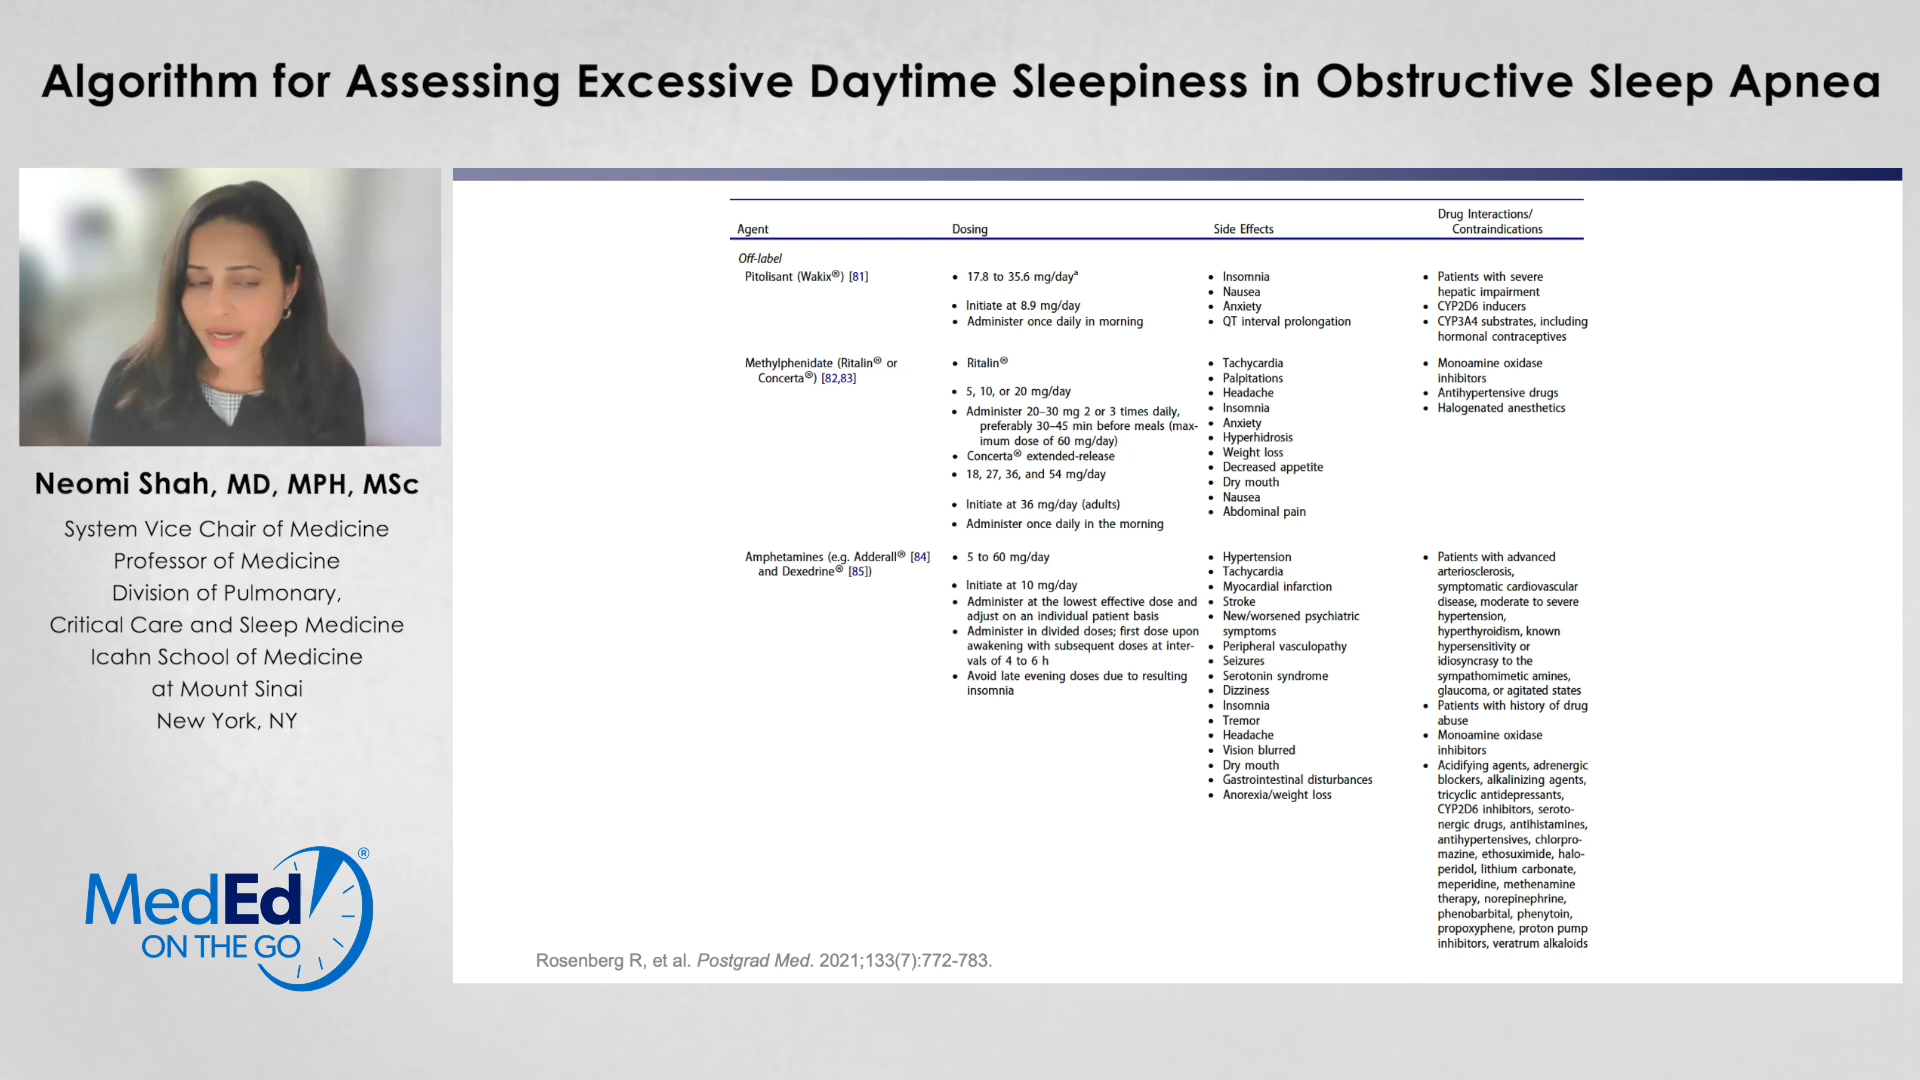 Algorithm for Assessing Excessive Daytime Sleepiness in Obstructive Sleep Apnea
Neomi Shah, MD, MPH, MSc
System Vice Chair of Medicine
Professor of Medicine
Division of Pulmonary,
Critical Care and Sleep Medicine
Icahn School of Medicine
at Mount Sinai
New York, NY
MedEd®
ON THE GO
Agent
Dosing
Side Effects
Drug Interactions/
Contraindications
Off-label
Pitolisant (Wakix®) [81]
• 17.8 to 35.6 mg/dayª
• Initiate at 8.9 mg/day
• Administer once daily in morning
• Insomnia
• Nausea
• Anxiety
• QT interval prolongation
• Patients with severe
hepatic impairment
• CYP2D6 inducers
• CYP3A4 substrates, including
hormonal contraceptives
Methylphenidate (Ritalin® or
Concerta®) [82,83]
• Ritalin®
• 5, 10, or 20 mg/day
• Administer 20–30 mg 2 or 3 times daily,
preferably 30–45 min before meals (max-
imum dose of 60 mg/day)
• Concerta® extended-release
• 18, 27, 36, and 54 mg/day
• Initiate at 36 mg/day (adults)
• Administer once daily in the morning
• Tachycardia
• Palpitations
• Headache
• Insomnia
• Anxiety
• Hyperhidrosis
• Weight loss
• Decreased appetite
• Dry mouth
• Nausea
• Abdominal pain
• Monoamine oxidase
inhibitors
• Antihypertensive drugs
• Halogenated anesthetics
Amphetamines (e.g. Adderall® [84]
and Dexedrine® [85])
• 5 to 60 mg/day
• Initiate at 10 mg/day
• Administer at the lowest effective dose and
adjust on an individual patient basis
• Administer in divided doses; first dose upon
awakening with subsequent doses at inter-
vals of 4 to 6 h
• Avoid late evening doses due to resulting
insomnia
• Hypertension
• Tachycardia
• Myocardial infarction
• Stroke
• New/worsened psychiatric
symptoms
• Peripheral vasculopathy
• Seizures
• Serotonin syndrome
• Dizziness
• Insomnia
• Tremor
• Headache
• Vision blurred
• Dry mouth
• Gastrointestinal disturbances
• Anorexia/weight loss
• Patients with advanced
arteriosclerosis,
symptomatic cardiovascular
disease, moderate to severe
hypertension,
hyperthyroidism, known
hypersensitivity or
idiosyncrasy to the
sympathomimetic amines,
glaucoma, or agitated states
• Patients with history of drug
abuse
• Monoamine oxidase
inhibitors
• Acidifying agents, adrenergic
blockers, alkalinizing agents,
tricyclic antidepressants,
CYP2D6 inhibitors, seroto-
nergic drugs, antihistamines,
antihypertensives, chlorpro-
mazine, ethosuximide, halo-
peridol, lithium carbonate,
meperidine, methenamine
therapy, norepinephrine,
phenobarbital, phenytoin,
propoxyphene, proton pump
inhibitors, veratrum alkaloids
Rosenberg R, et al. Postgrad Med. 2021;133(7):772-783.